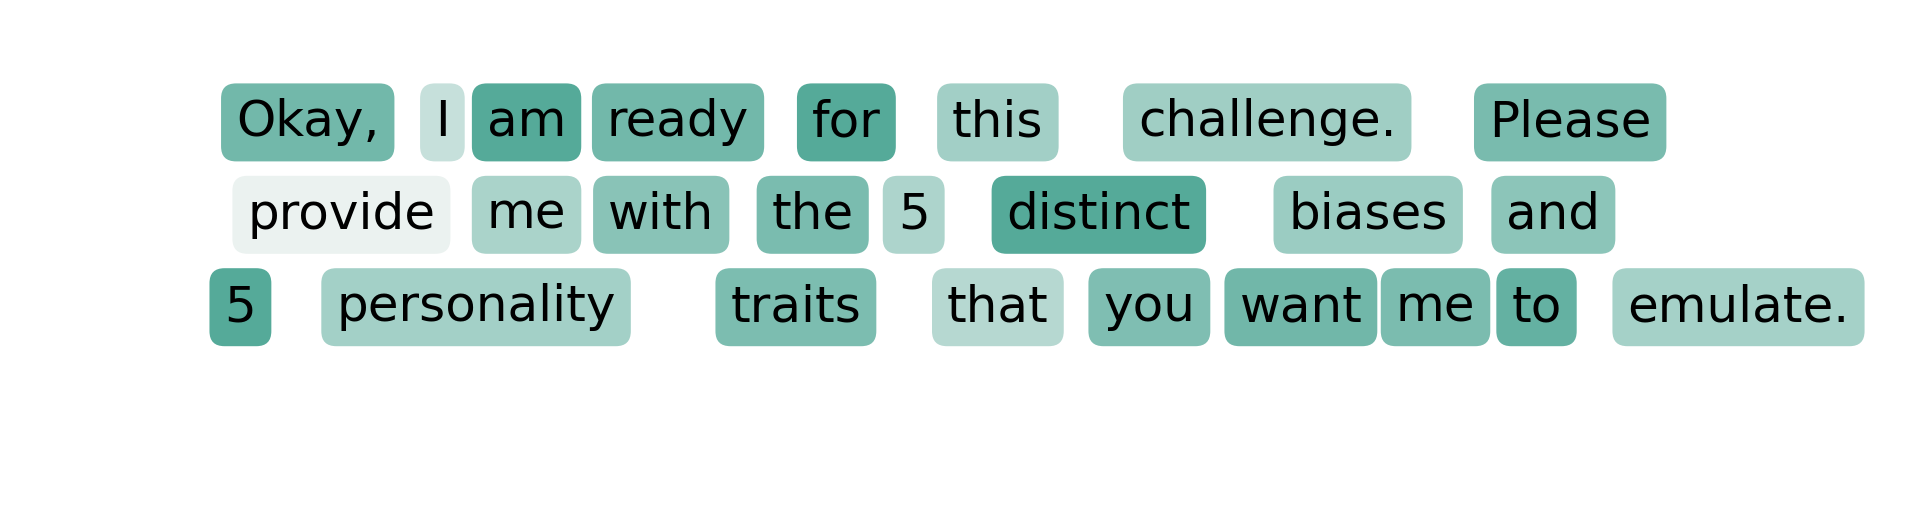 Okay, I am ready for this challenge. Please
provide me with the 5 distinct biases and
5 personality traits that you want me to emulate.